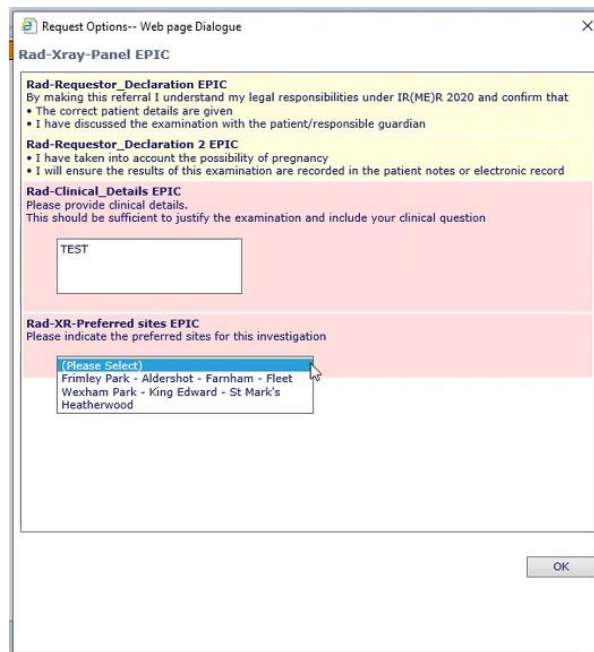 Request Options-- Web page Dialogue
Rad-Xray-Panel EPIC
Rad-Requestor_Declaration EPIC
By making this referral I understand my legal responsibilities under IR(ME)R 2020 and confirm that
• The correct patient details are given
• I have discussed the examination with the patient/responsible guardian
Rad-Requestor_Declaration 2 EPIC
• I have taken into account the possibility of pregnancy
• I will ensure the results of this examination are recorded in the patient notes or electronic record
Rad-Clinical_Details EPIC
Please provide clinical details.
This should be sufficient to justify the examination and include your clinical question
TEST
Rad-XR-Preferred sites EPIC
Please indicate the preferred sites for this investigation
(Please Select)
Frimley Park - Aldershot - Farnham - Fleet
Wexham Park - King Edward - St Mark's
Heatherwood
OK